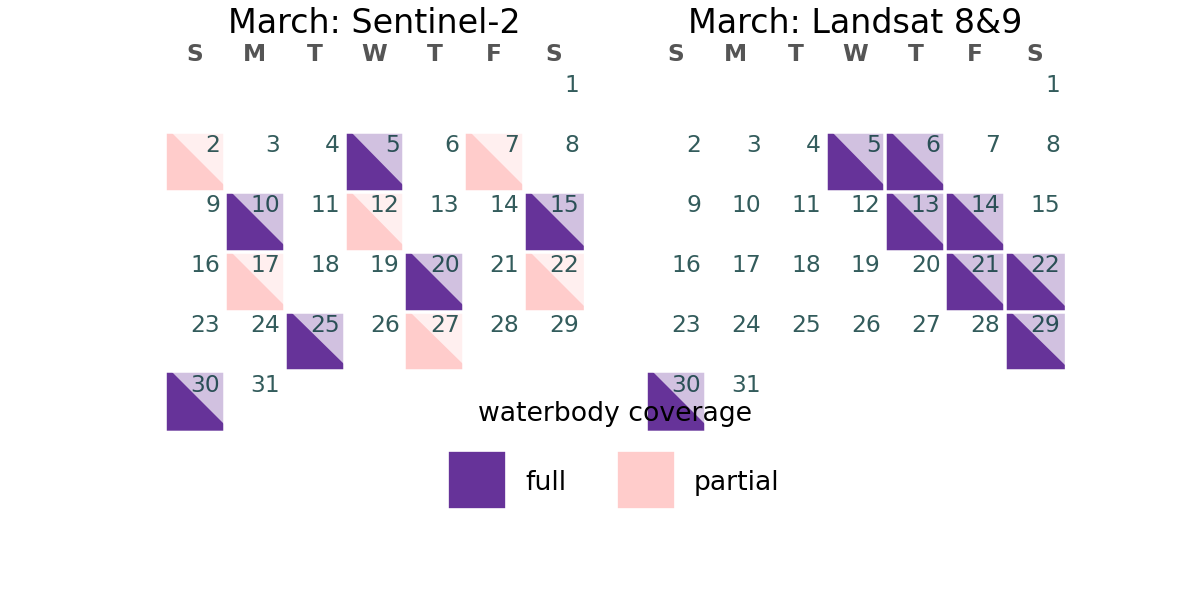 March: Sentinel-2
S M T W T F S
1
2 3 4 5 6 7 8
9 10 11 12 13 14 15
16 17 18 19 20 21 22
23 24 25 26 27 28 29
30 31
March: Landsat 8&9
S M T W T F S
1
2 3 4 5 6 7 8
9 10 11 12 13 14 15
16 17 18 19 20 21 22
23 24 25 26 27 28 29
30 31
waterbody coverage
full partial